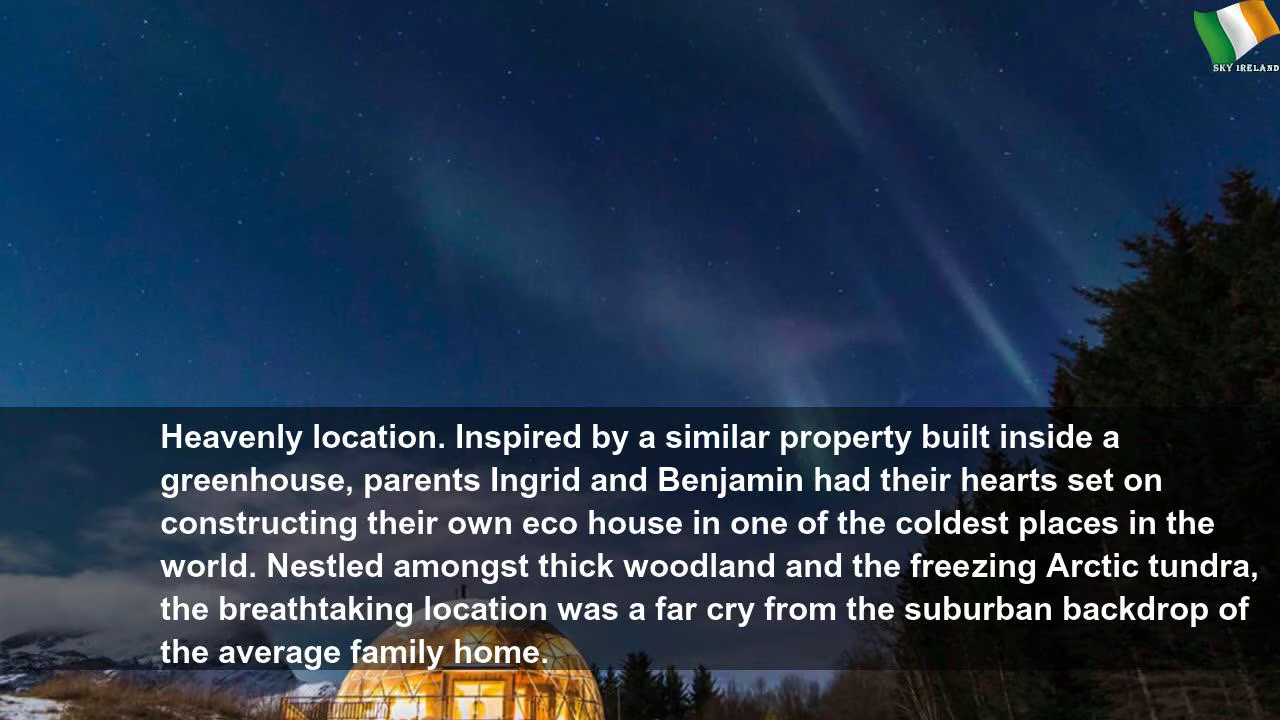 SKY IRELAND
Heavenly location. Inspired by a similar property built inside a
greenhouse, parents Ingrid and Benjamin had their hearts set on
constructing their own eco house in one of the coldest places in the
world. Nestled amongst thick woodland and the freezing Arctic tundra,
the breathtaking location was a far cry from the suburban backdrop of
the average family home.